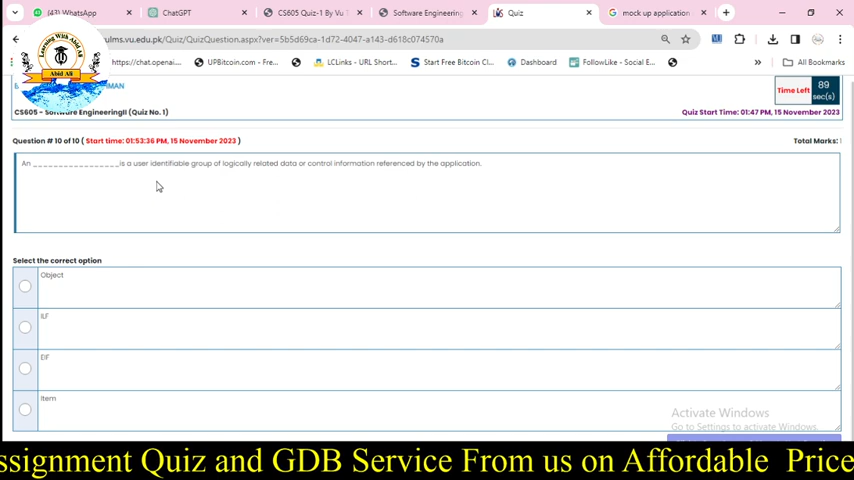 (43) WhatsApp
ChatGPT
CS605 Quiz-1 By Vu T
Software Engineering
Quiz
mock up application
ulms.vu.edu.pk/Quiz/QuizQuestion.aspx?ver=5b5d69ca-1d72-4047-a143-d618c074570a
https://chat.openai....
UPBitcoin.com - Fre...
LCLinks - URL Short...
Start Free Bitcoin Cl...
Dashboard
FollowLike - Social E...
All Bookmarks
Learning With Abid Ali
Abid Ali
CS605 - Software EngineeringII (Quiz No. 1)
Time Left
89
sec(s)
Quiz Start Time: 01:47 PM, 15 November 2023
Question # 10 of 10 ( Start time: 01:53:36 PM, 15 November 2023 )
Total Marks:
An _________________is a user identifiable group of logically related data or control information referenced by the application.
Select the correct option
Object
ILF
EIF
Item
Activate Windows
Go to Settings to activate Windows.
ssignment Quiz and GDB Service From us on Affordable Price